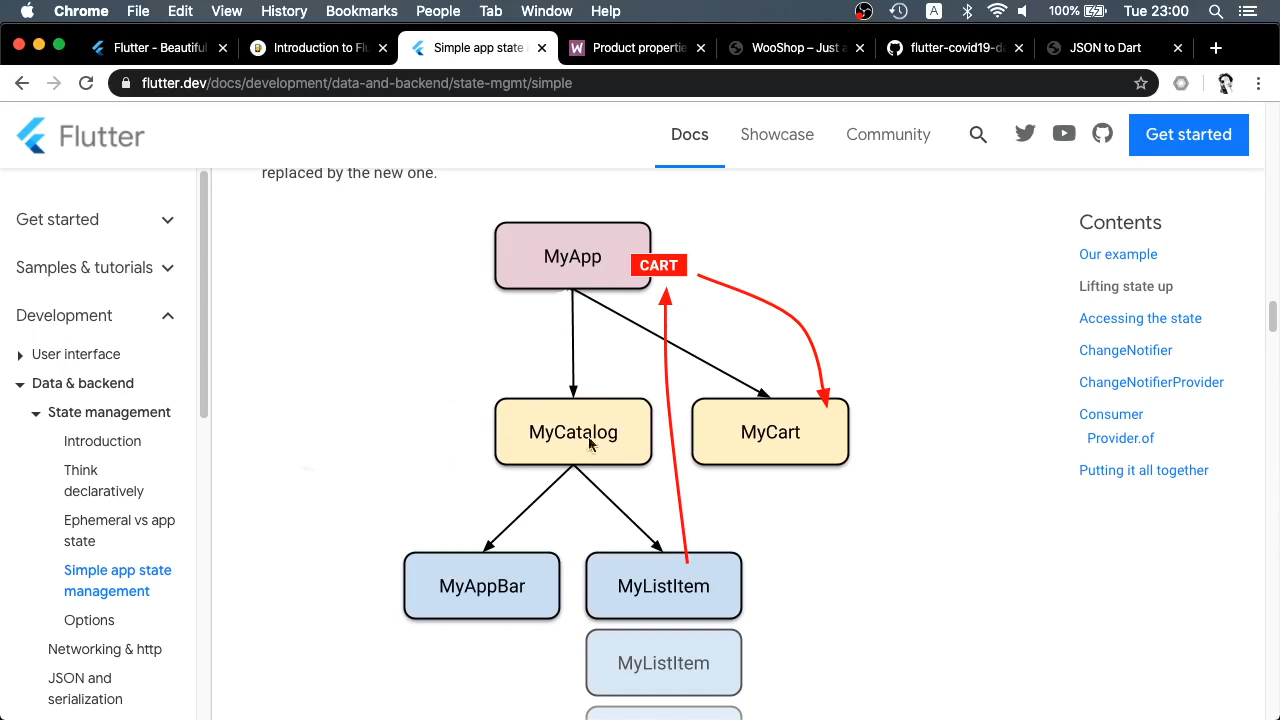 Chrome File Edit View History Bookmarks People Tab Window Help 100% Tue 23:00
Flutter - Beautiful Introduction to Flu Simple app state Product propertie WooShop – Just a flutter-covid19-da JSON to Dart
flutter.dev/docs/development/data-and-backend/state-mgmt/simple
Flutter Docs Showcase Community Get started
replaced by the new one.
Get started
Samples & tutorials
Development
User interface
Data & backend
State management
Introduction
Think
declaratively
Ephemeral vs app
state
Simple app state
management
Options
Networking & http
JSON and
serialization
MyApp
CART
MyCatalog
MyCart
MyAppBar
MyListItem
MyListItem
Contents
Our example
Lifting state up
Accessing the state
ChangeNotifier
ChangeNotifierProvider
Consumer
Provider.of
Putting it all together